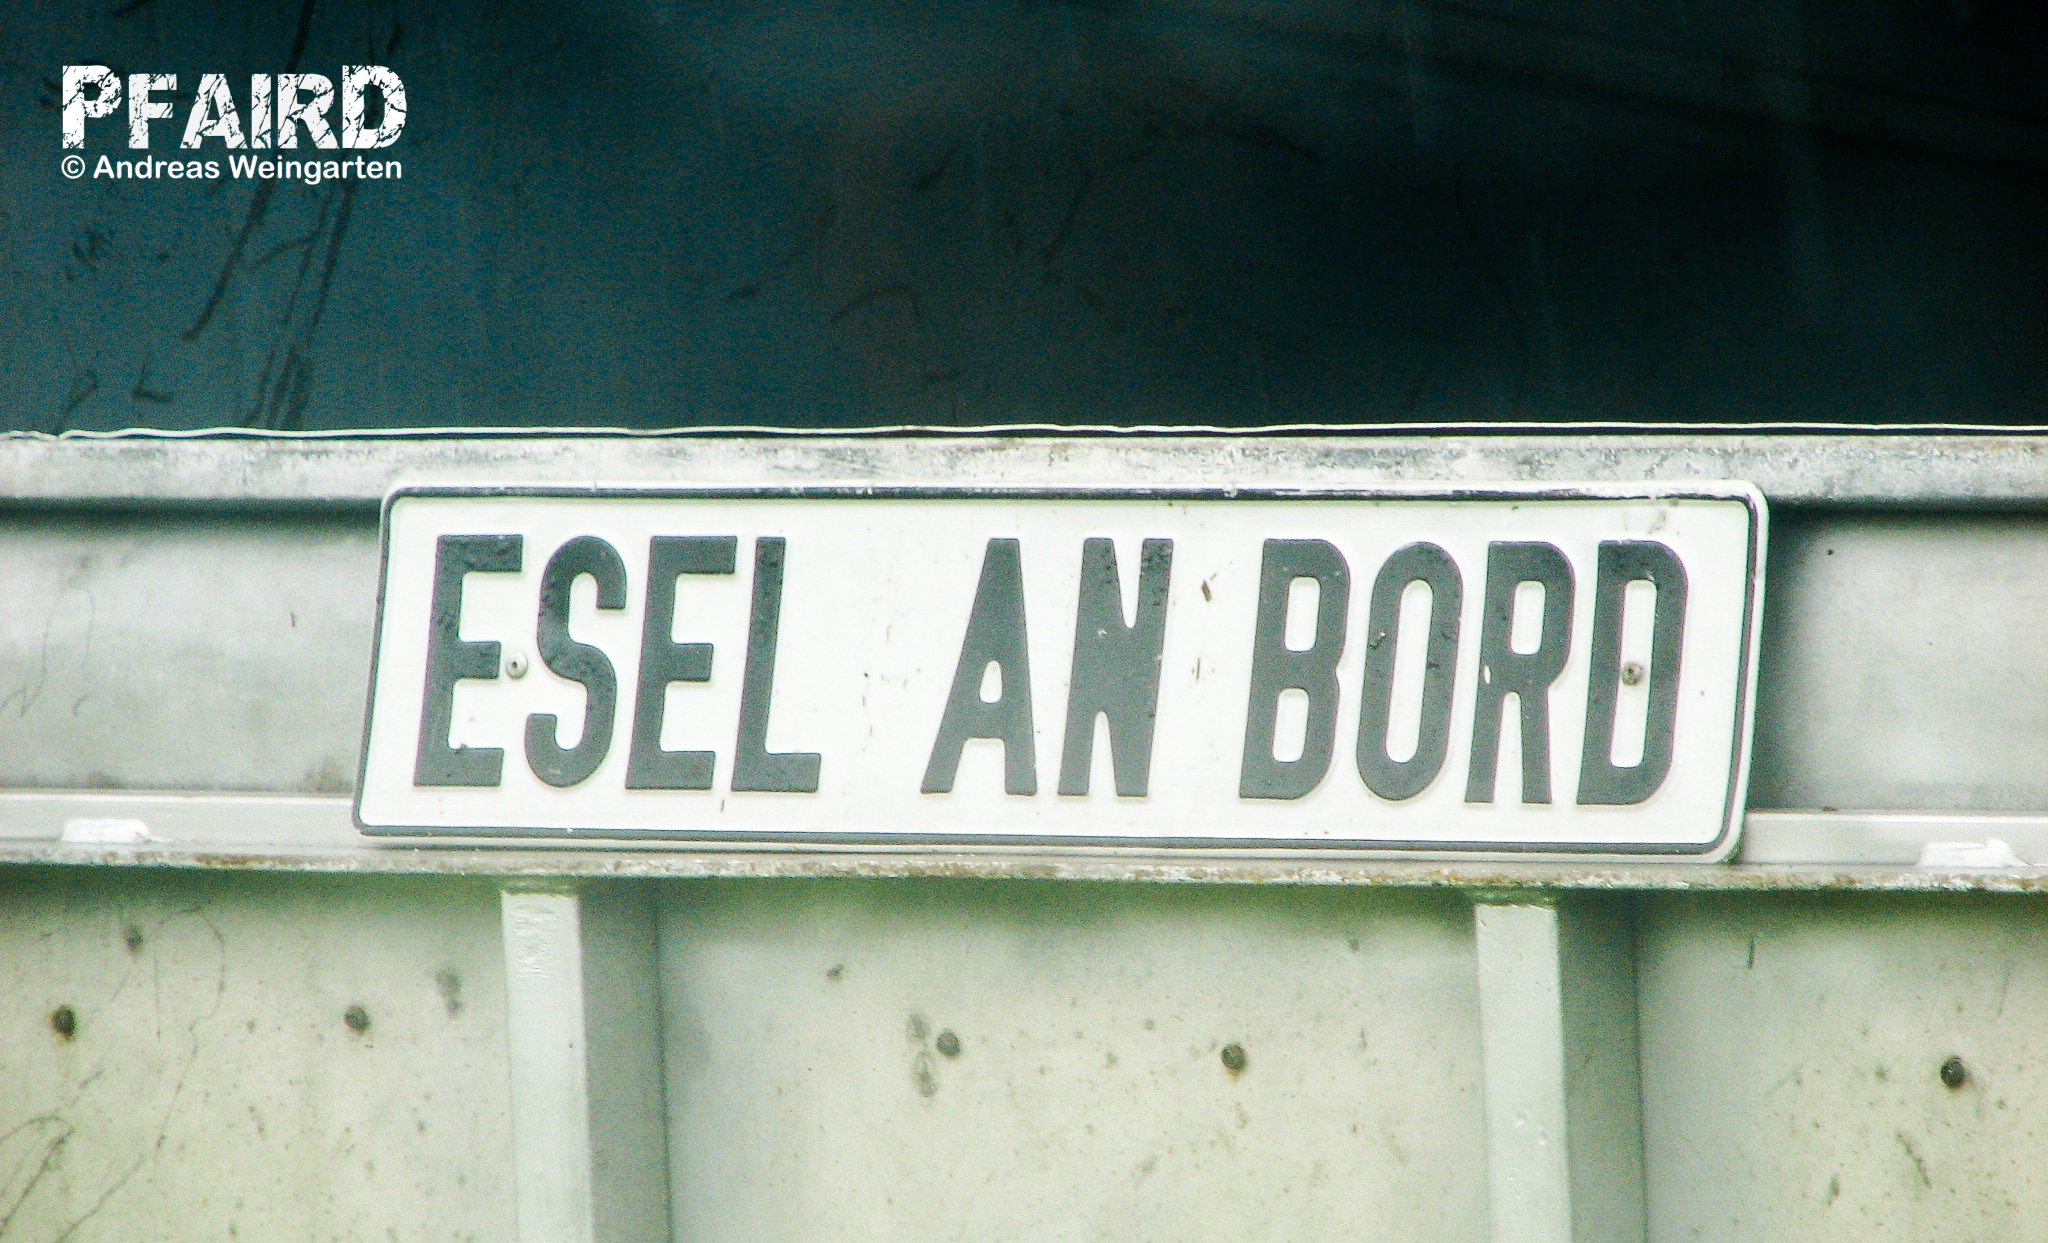 PFAIRD
© Andreas Weingarten
ESEL AN BORD